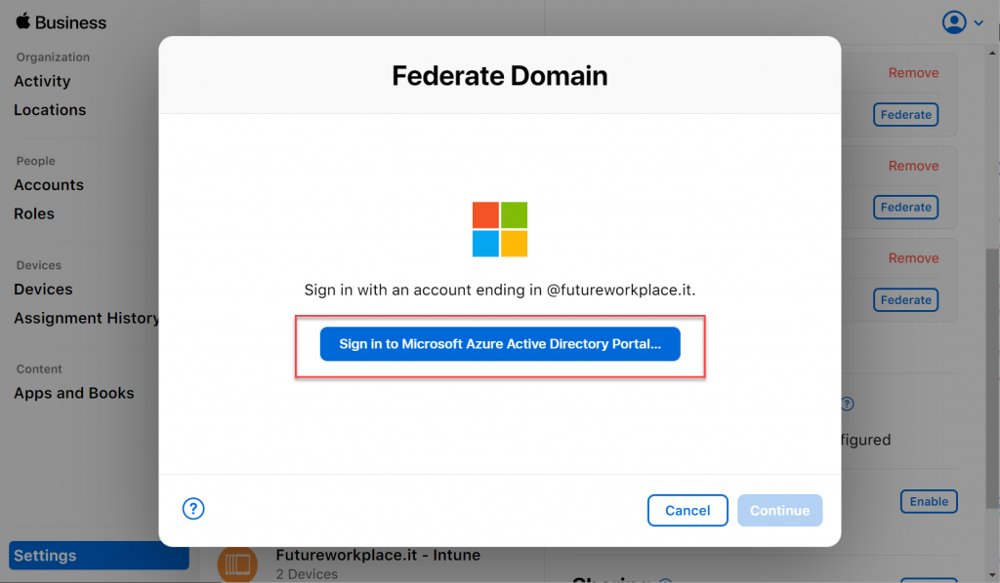 Business
Organization
Activity
Locations
People
Accounts
Roles
Devices
Devices
Assignment History
Content
Apps and Books
Settings
Federate Domain
Sign in with an account ending in @futureworkplace.it.
Sign in to Microsoft Azure Active Directory Portal...
?
Cancel
Continue
Remove
Federate
Remove
Federate
Remove
Federate
?
figured
Enable
Futureworkplace.it - Intune
2 Devices